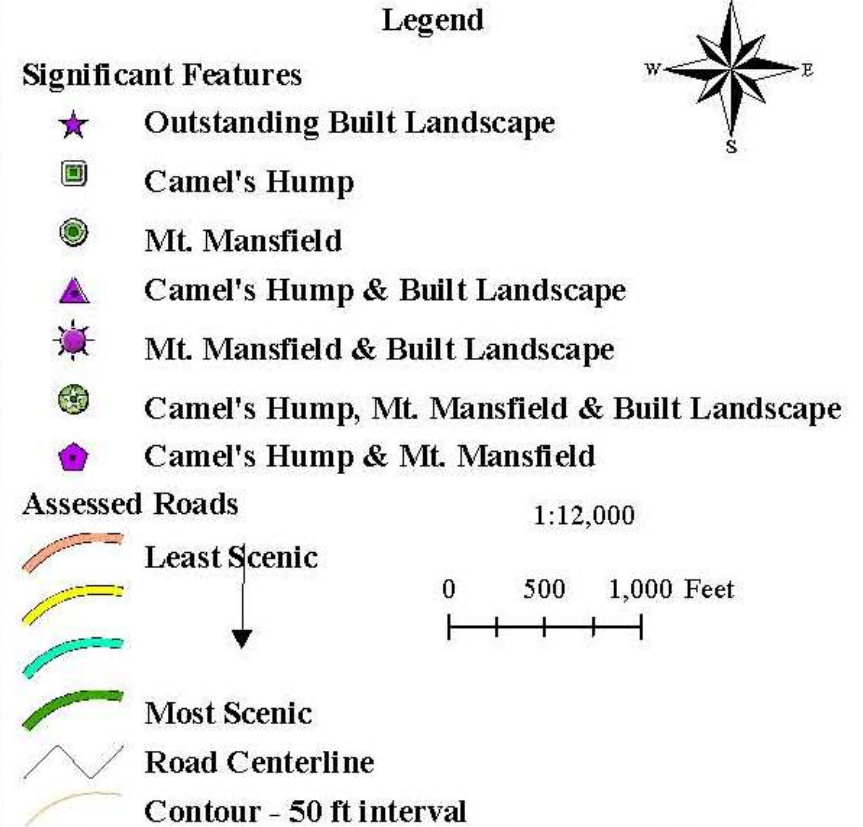 Legend
W E
S
Significant Features
Outstanding Built Landscape
Camel's Hump
Mt. Mansfield
Camel's Hump & Built Landscape
Mt. Mansfield & Built Landscape
Camel's Hump, Mt. Mansfield & Built Landscape
Camel's Hump & Mt. Mansfield
Assessed Roads
Least Scenic
Most Scenic
Road Centerline
Contour - 50 ft interval
1:12,000
0 500 1,000 Feet